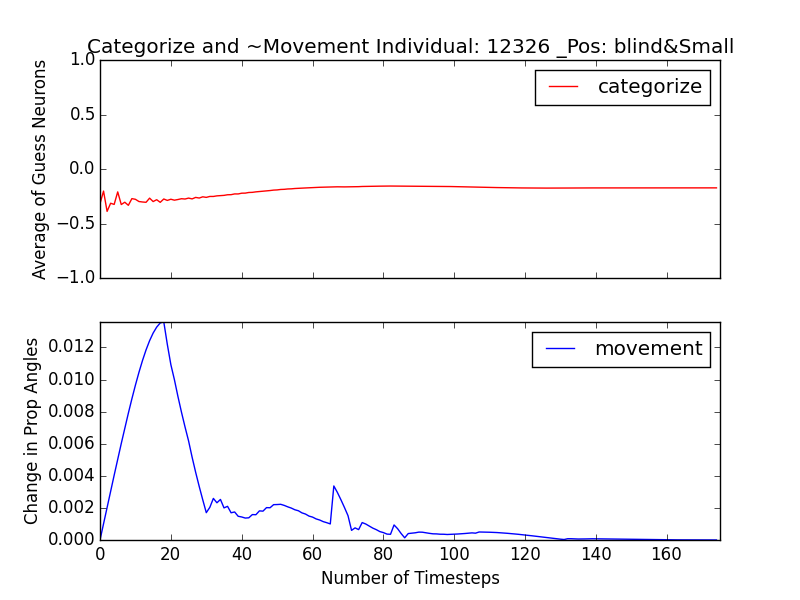 Categorize and ~Movement Individual: 12326 _Pos: blind&Small
1.0
0.5
0.0
−0.5
−1.0
Average of Guess Neurons
categorize
0.012
0.010
0.008
0.006
0.004
0.002
0.000
Change in Prop Angles
movement
0 20 40 60 80 100 120 140 160
Number of Timesteps